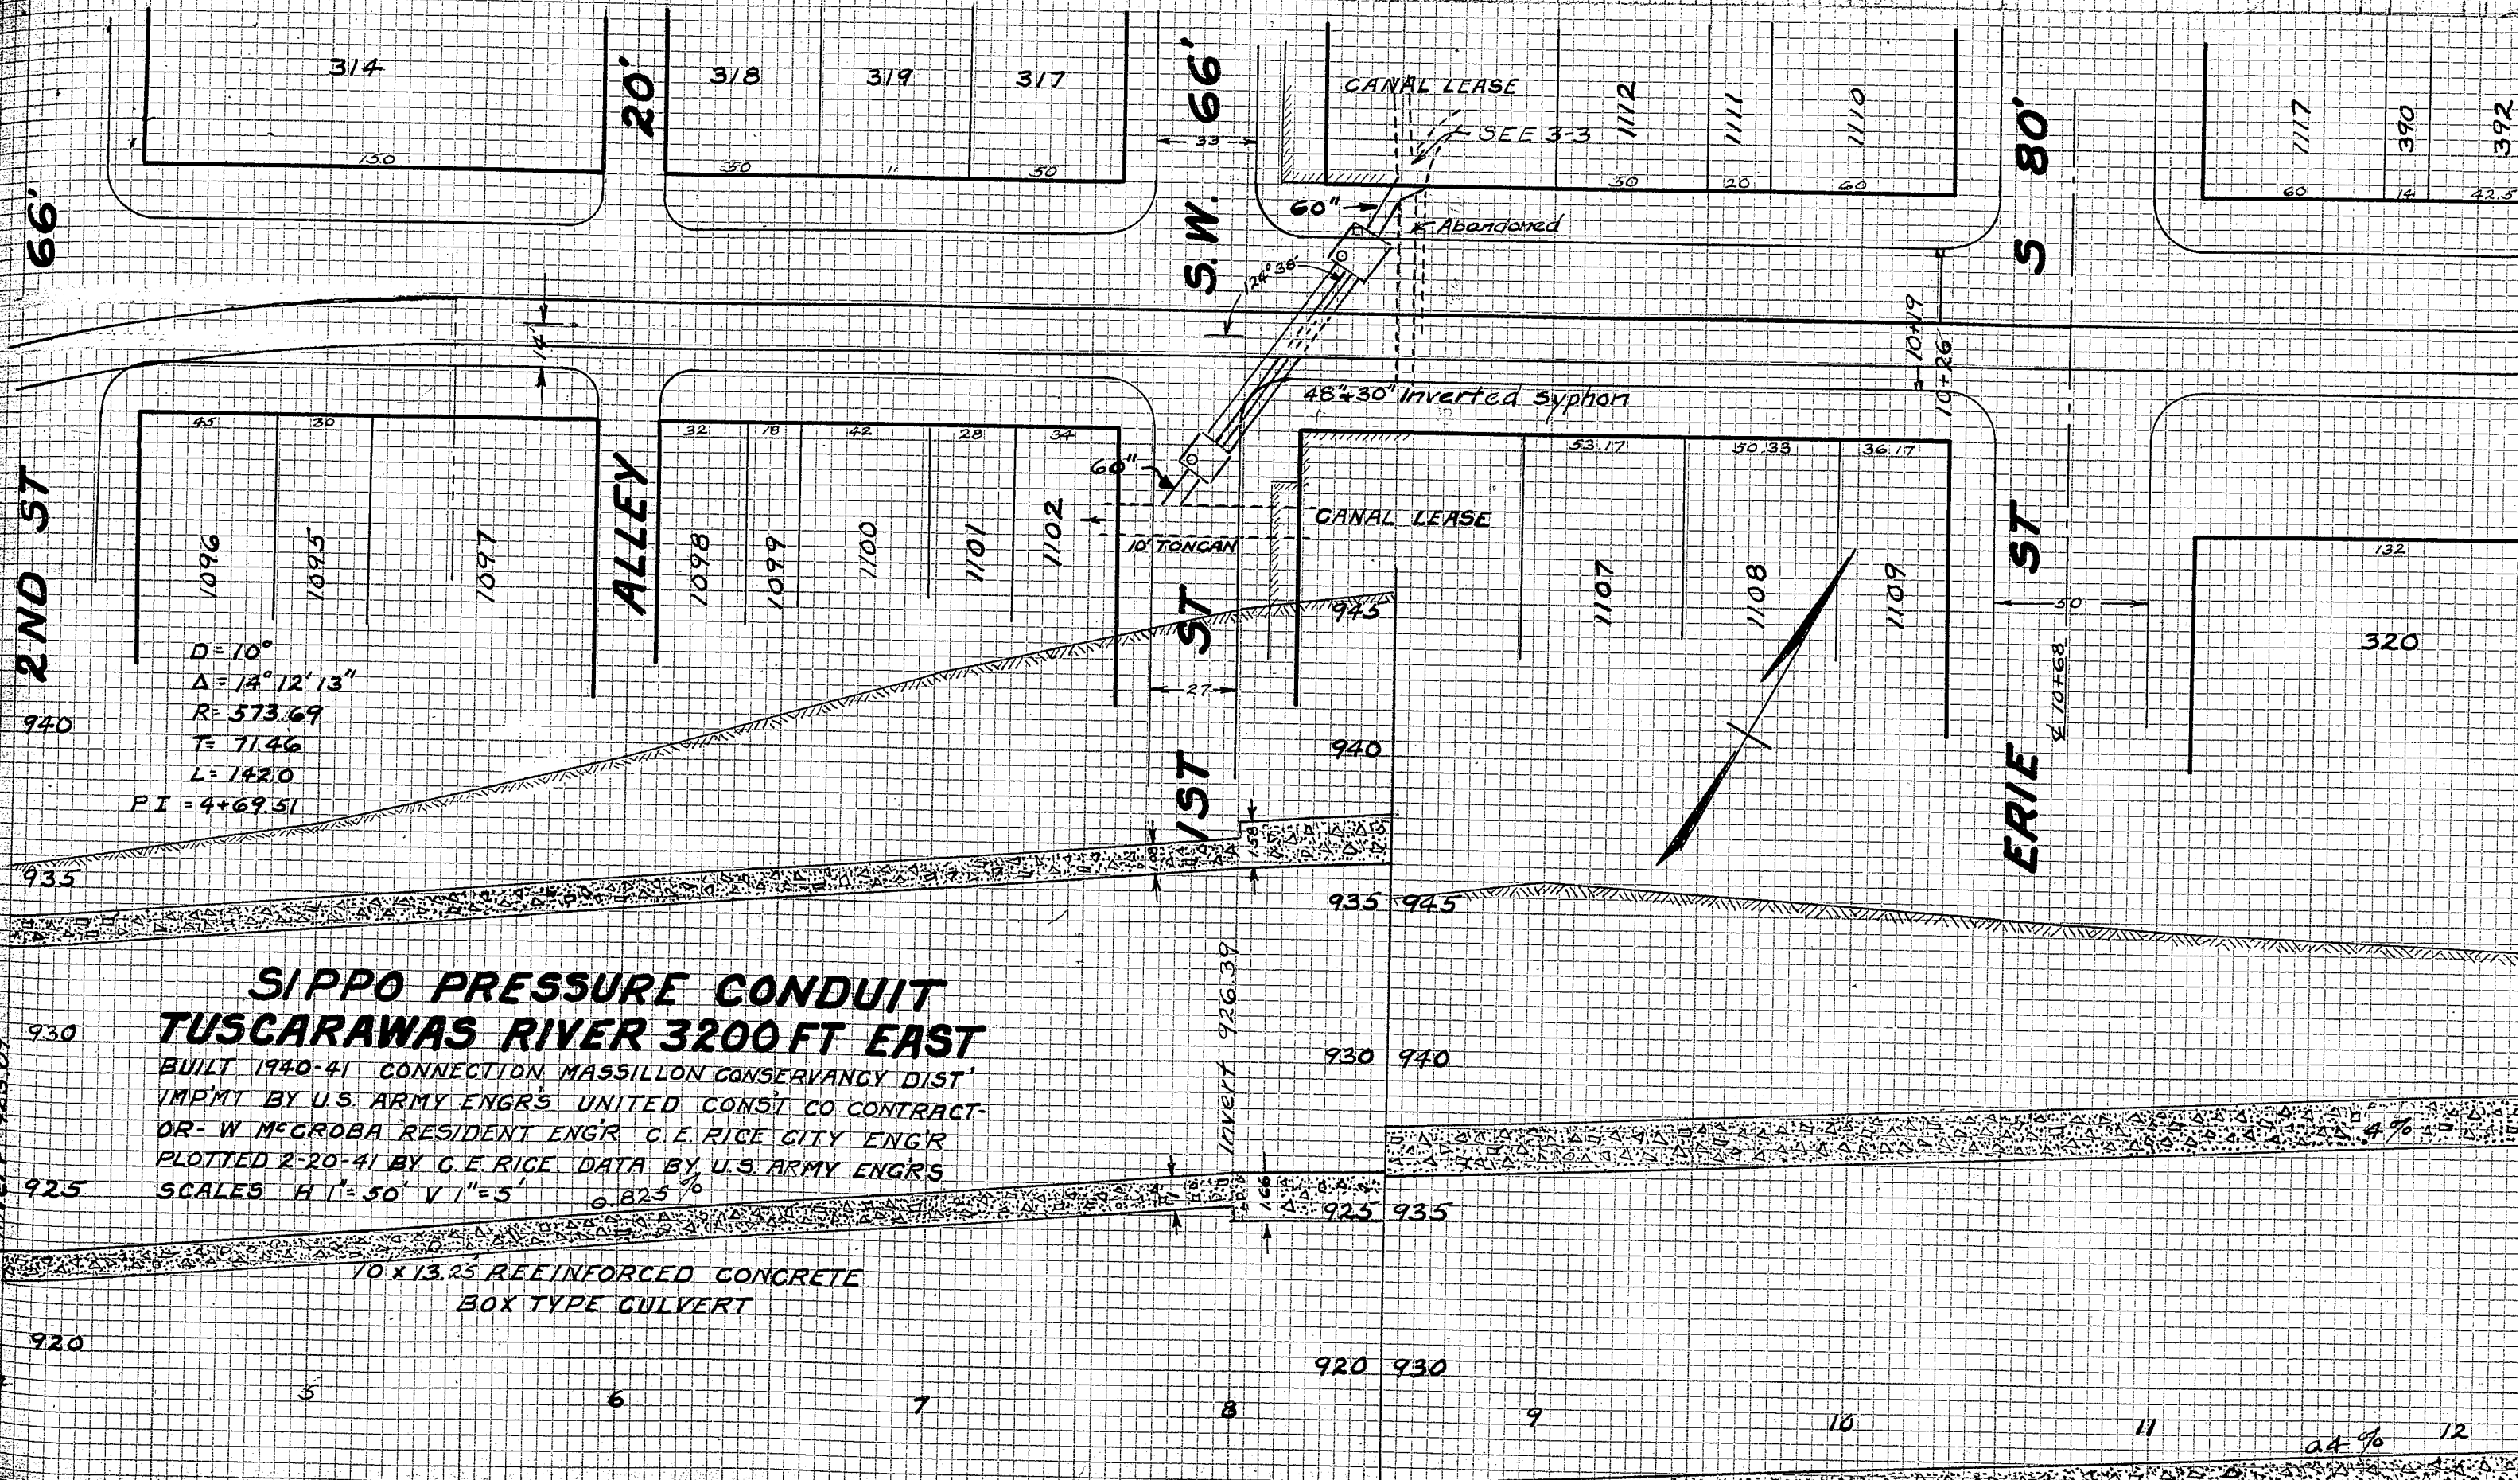 314
20'
318
319
317
S.W. 66'
CANAL LEASE
SEE 3-3
1112
1111
1110
S 80'
1117
390
392
33
150
50
"
50
50
20
60
60
14
42.5
66'
60"
Abandoned
124° 38'
14'
10+19
10+26
48"+30" Inverted Syphon
45
30
32
18
42
28
34
53.17
50.33
36.17
60"
2ND ST
1096
1095
1097
ALLEY
1098
1099
1100
1101
1102
10' TONCAN
CANAL LEASE
1107
1108
1109
ERIE ST
50
132
320
1ST ST
945
27
℄ 10+68
D = 10°
Δ = 14° 12' 13"
R = 573.69
T = 71.46
L = 142.0
P I = 4+69.51
940
940
1.58
935
935 945
Invert 926.39
SIPPO PRESSURE CONDUIT
TUSCARAWAS RIVER 3200 FT EAST
BUILT 1940-41 CONNECTION MASSILLON CONSERVANCY DIST'
IMP'MT BY U.S. ARMY ENGR'S UNITED CONS'T CO CONTRACT-
OR- W McCROBA RESIDENT ENG'R C.E. RICE CITY ENG'R
PLOTTED 2-20-41 BY C.E. RICE DATA BY U.S. ARMY ENGRS
SCALES H 1"=50' V 1"=5'
0.825 %
930
930 940
.4 %
925
1.66
925 935
10 X 13.25 REEINFORCED CONCRETE
BOX TYPE CULVERT
920
920 930
5
6
7
8
9
10
11
12
0.4 %